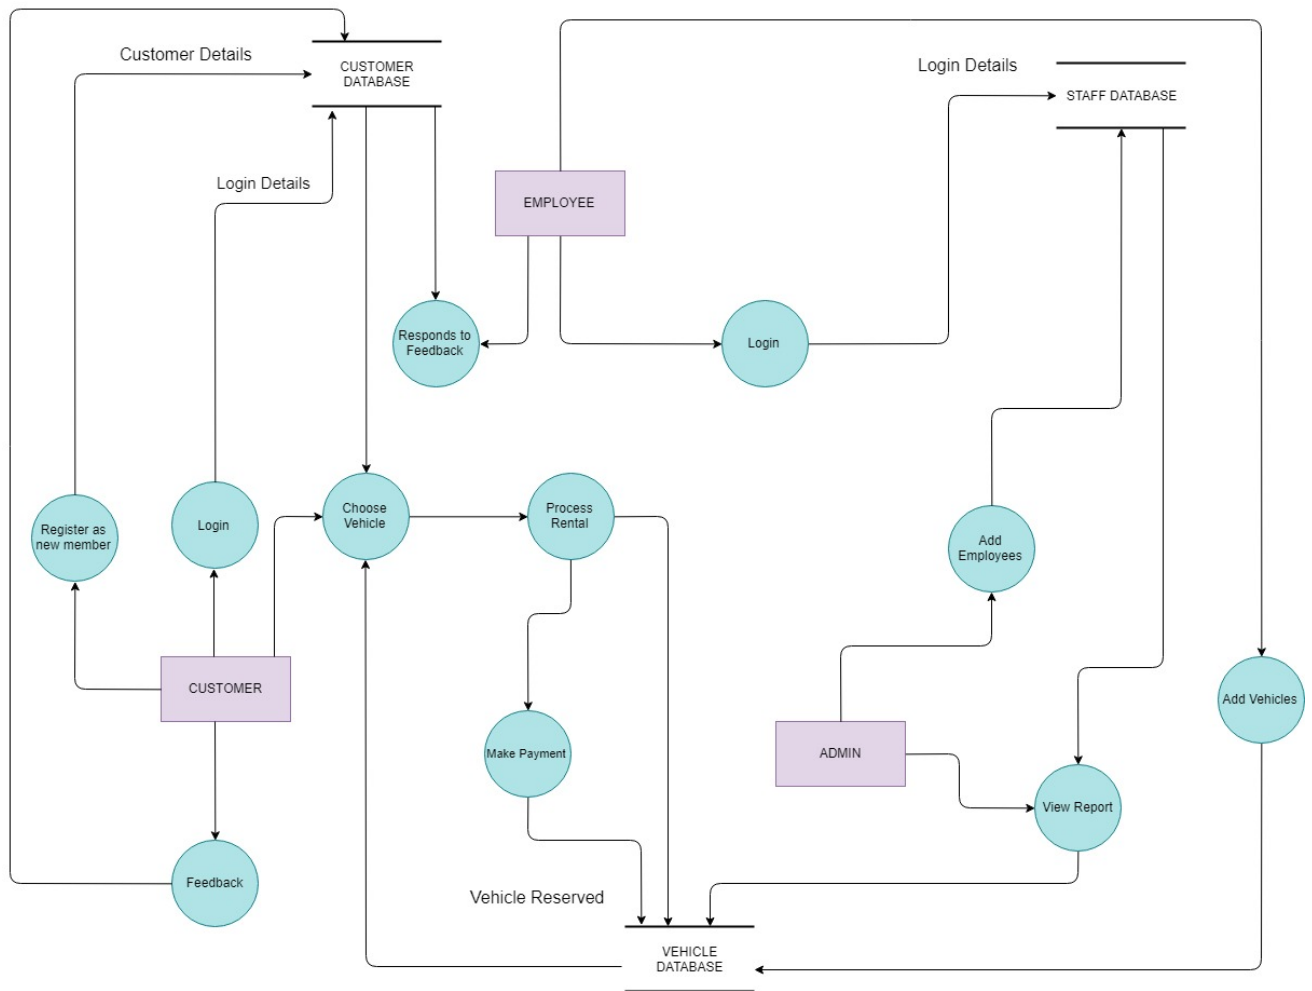 Customer Details
CUSTOMER
DATABASE
Login Details
STAFF DATABASE
Login Details
EMPLOYEE
Responds to
Feedback
Login
Register as
new member
Login
Choose
Vehicle
Process
Rental
Add
Employees
CUSTOMER
Make Payment
ADMIN
Add Vehicles
View Report
Feedback
Vehicle Reserved
VEHICLE
DATABASE